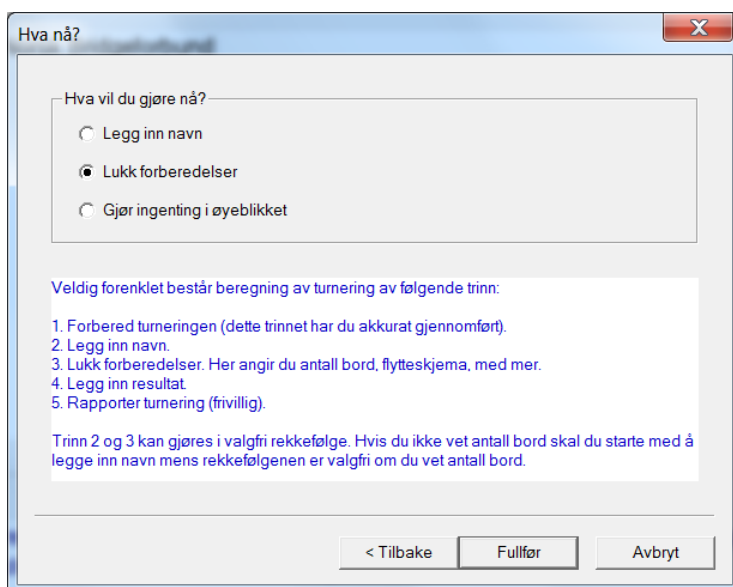 Hva nå?
Hva vil du gjøre nå?
Legg inn navn
Lukk forberedelser
Gjør ingenting i øyeblikket
Veldig forenklet består beregning av turnering av følgende trinn:
1. Forbered turneringen (dette trinnet har du akkurat gjennomført).
2. Legg inn navn.
3. Lukk forberedelser. Her angir du antall bord, flytteskjema, med mer.
4. Legg inn resultat.
5. Rapporter turnering (frivillig).
Trinn 2 og 3 kan gjøres i valgfri rekkefølge. Hvis du ikke vet antall bord skal du starte med å
legge inn navn mens rekkefølgenen er valgfri om du vet antall bord.
< Tilbake
Fullfør
Avbryt